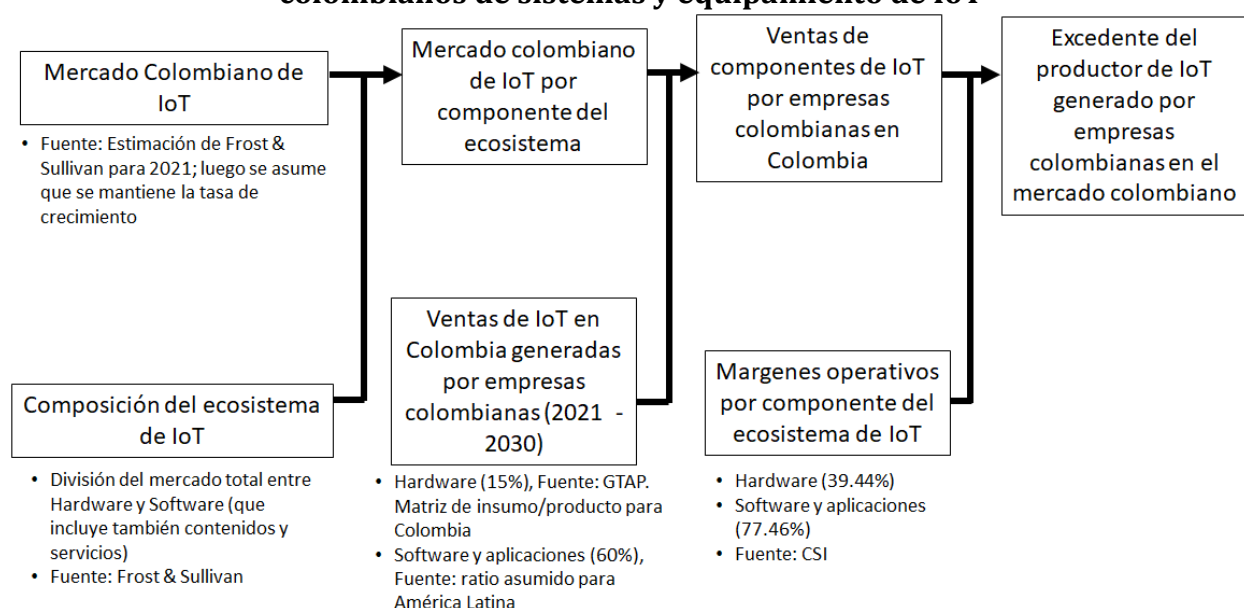 colombianos de sistemas y equipamiento de IoT
Mercado Colombiano de
IoT
• Fuente: Estimación de Frost &
Sullivan para 2021; luego se asume
que se mantiene la tasa de
crecimiento
Mercado colombiano
de IoT por
componente del
ecosistema
Ventas de
componentes de IoT
por empresas
colombianas en
Colombia
Excedente del
productor de IoT
generado por
empresas
colombianas en el
mercado colombiano
Composición del ecosistema
de IoT
• División del mercado total entre
Hardware y Software (que
incluye también contenidos y
servicios)
• Fuente: Frost & Sullivan
Ventas de IoT en
Colombia generadas
por empresas
colombianas (2021 -
2030)
• Hardware (15%), Fuente: GTAP.
Matriz de insumo/producto para
Colombia
• Software y aplicaciones (60%),
Fuente: ratio asumido para
América Latina
Margenes operativos
por componente del
ecosistema de IoT
• Hardware (39.44%)
• Software y aplicaciones
(77.46%)
• Fuente: CSI